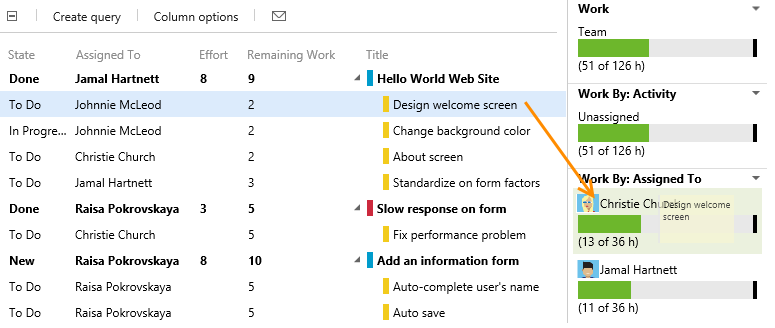 Create query Column options
State Assigned To Effort Remaining Work Title
Done Jamal Hartnett 8 9 Hello World Web Site
To Do Johnnie McLeod 2 Design welcome screen
In Progre... Johnnie McLeod 2 Change background color
To Do Christie Church 2 About screen
To Do Jamal Hartnett 3 Standardize on form factors
Done Raisa Pokrovskaya 3 5 Slow response on form
To Do Christie Church 5 Fix performance problem
New Raisa Pokrovskaya 8 10 Add an information form
To Do Raisa Pokrovskaya 5 Auto-complete user's name
To Do Raisa Pokrovskaya 5 Auto save
Work
Team
(51 of 126 h)
Work By: Activity
Unassigned
(51 of 126 h)
Work By: Assigned To
Christie Chu
Design welcome
screen
(13 of 36 h)
Jamal Hartnett
(11 of 36 h)